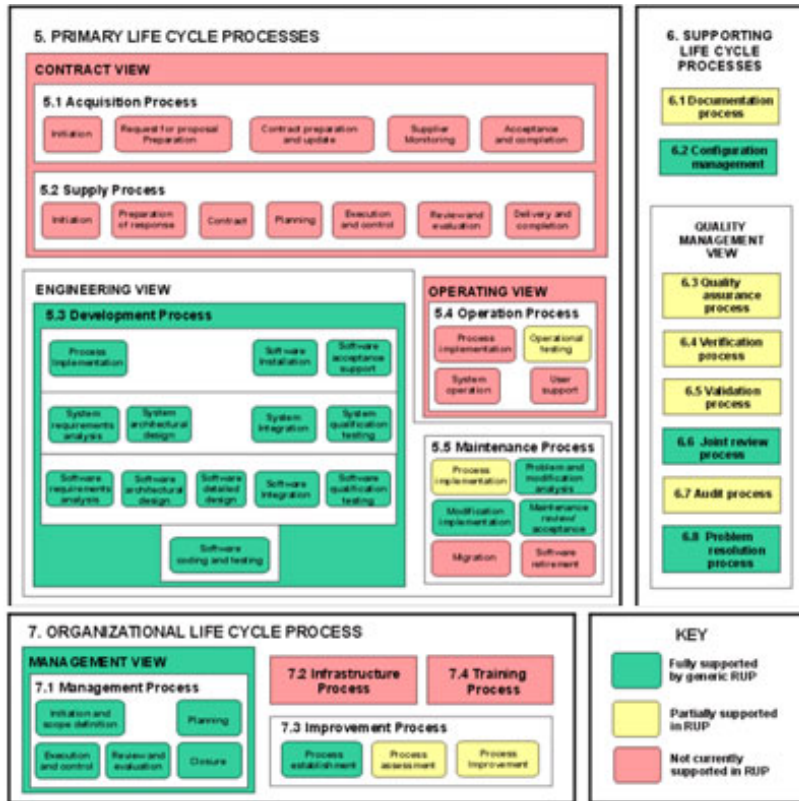 5. PRIMARY LIFE CYCLE PROCESSES
CONTRACT VIEW
5.1 Acquisition Process
Initiation
Request for proposal
Preparation
Contract preparation
and update
Supplier
Monitoring
Acceptance
and completion
5.2 Supply Process
Initiation
Preparation
of response
Contract
Planning
Execution
and control
Review and
evaluation
Delivery and
completion
ENGINEERING VIEW
5.3 Development Process
Process
Implementation
Software
Installation
Software
acceptance
support
System
requirements
analysis
System
architectural
design
System
Integration
System
qualification
testing
Software
requirements
analysis
Software
architectural
design
Software
detailed
design
Software
Integration
Software
qualification
testing
Software
coding and testing
OPERATING VIEW
5.4 Operation Process
Process
implementation
Operational
testing
System
operation
User
support
5.5 Maintenance Process
Process
implementation
Problem and
modification
analysis
Modification
implementation
Maintenance
review/
acceptance
Migration
Software
retirement
6. SUPPORTING
LIFE CYCLE
PROCESSES
6.1 Documentation
process
6.2 Configuration
management
QUALITY
MANAGEMENT
VIEW
6.3 Quality
assurance
process
6.4 Verification
process
6.5 Validation
process
6.6 Joint review
process
6.7 Audit process
6.8 Problem
resolution
process
7. ORGANIZATIONAL LIFE CYCLE PROCESS
MANAGEMENT VIEW
7.1 Management Process
Initiation and
scope definition
Planning
Execution
and control
Review and
evaluation
Closure
7.2 Infrastructure
Process
7.4 Training
Process
7.3 Improvement Process
Process
establishment
Process
assessment
Process
Improvement
KEY
Fully supported
by generic RUP
Partially supported
in RUP
Not currently
supported in RUP